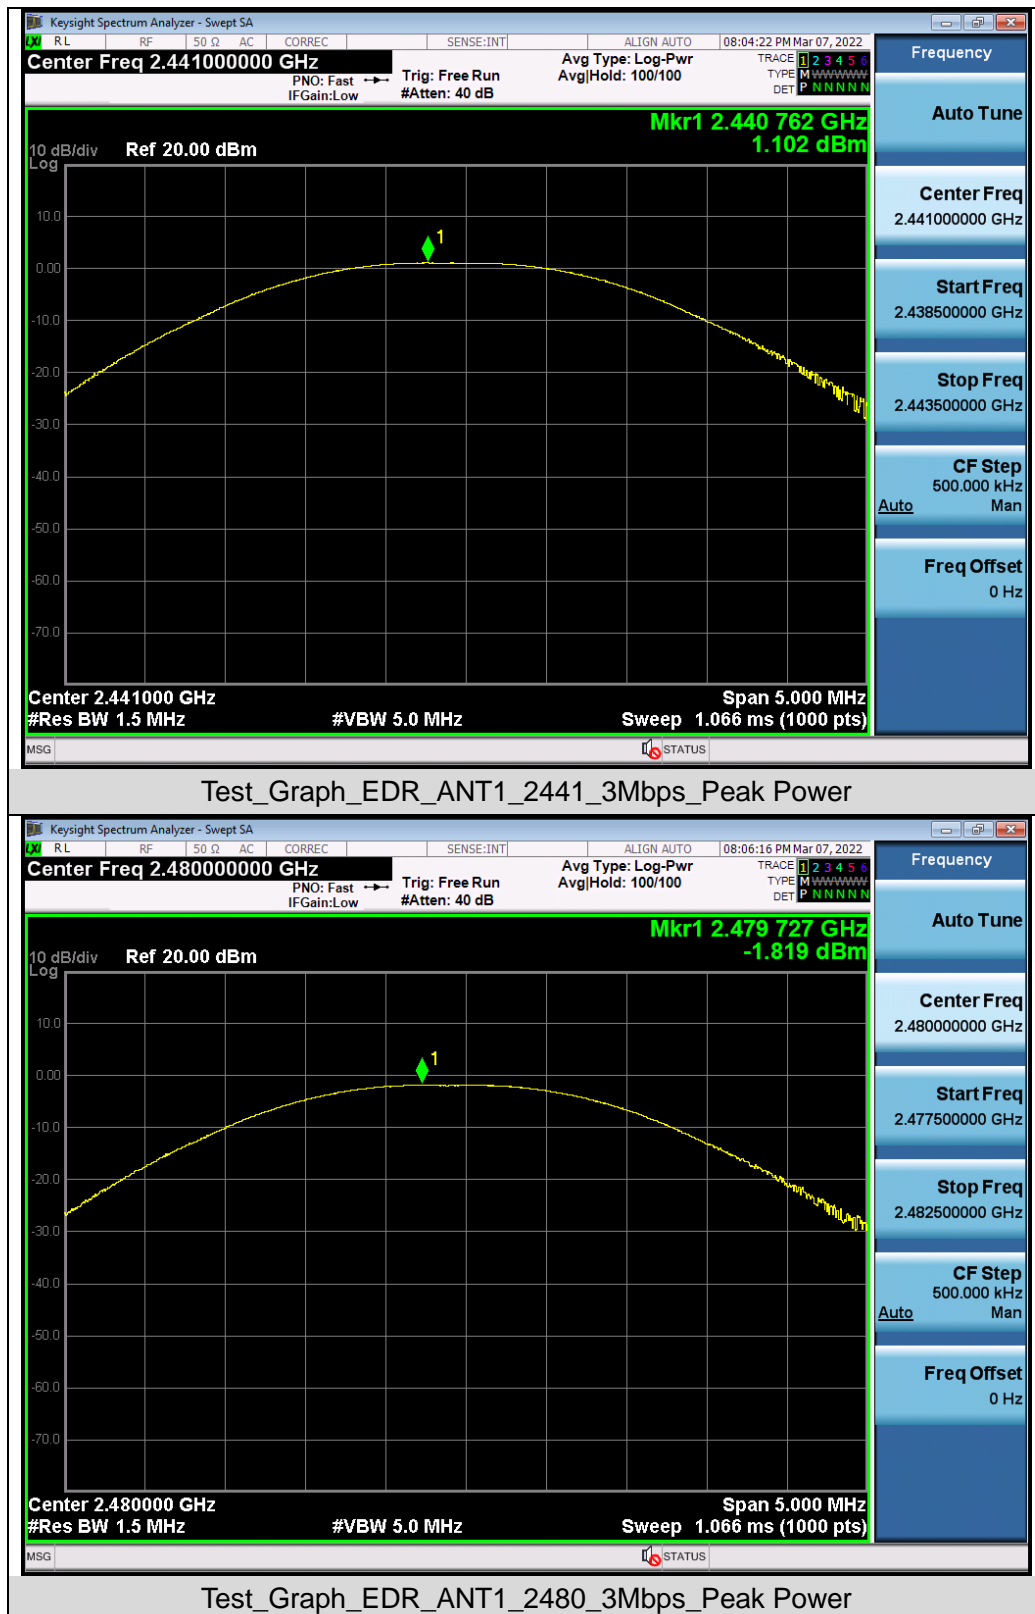 Keysight Spectrum Analyzer - Swept SA
LXI RL RF 50 Ω AC CORREC SENSE:INT ALIGN AUTO 08:04:22 PM Mar 07, 2022
Center Freq 2.441000000 GHz
PNO: Fast
IFGain:Low
Trig: Free Run
#Atten: 40 dB
Avg Type: Log-Pwr
Avg|Hold: 100/100
TRACE 1 2 3 4 5 6
TYPE M W W W W W
DET P N N N N N
Mkr1 2.440 762 GHz
1.102 dBm
10 dB/div Ref 20.00 dBm
Log
10.0
1
0.00
-10.0
-20.0
-30.0
-40.0
-50.0
-60.0
-70.0
Center 2.441000 GHz Span 5.000 MHz
#Res BW 1.5 MHz #VBW 5.0 MHz Sweep 1.066 ms (1000 pts)
MSG STATUS
Frequency
Auto Tune
Center Freq
2.441000000 GHz
Start Freq
2.438500000 GHz
Stop Freq
2.443500000 GHz
CF Step
500.000 kHz
Auto Man
Freq Offset
0 Hz
Test_Graph_EDR_ANT1_2441_3Mbps_Peak Power
Keysight Spectrum Analyzer - Swept SA
LXI RL RF 50 Ω AC CORREC SENSE:INT ALIGN AUTO 08:06:16 PM Mar 07, 2022
Center Freq 2.480000000 GHz
PNO: Fast
IFGain:Low
Trig: Free Run
#Atten: 40 dB
Avg Type: Log-Pwr
Avg|Hold: 100/100
TRACE 1 2 3 4 5 6
TYPE M W W W W W
DET P N N N N N
Mkr1 2.479 727 GHz
-1.819 dBm
10 dB/div Ref 20.00 dBm
Log
10.0
1
0.00
-10.0
-20.0
-30.0
-40.0
-50.0
-60.0
-70.0
Center 2.480000 GHz Span 5.000 MHz
#Res BW 1.5 MHz #VBW 5.0 MHz Sweep 1.066 ms (1000 pts)
MSG STATUS
Frequency
Auto Tune
Center Freq
2.480000000 GHz
Start Freq
2.477500000 GHz
Stop Freq
2.482500000 GHz
CF Step
500.000 kHz
Auto Man
Freq Offset
0 Hz
Test_Graph_EDR_ANT1_2480_3Mbps_Peak Power